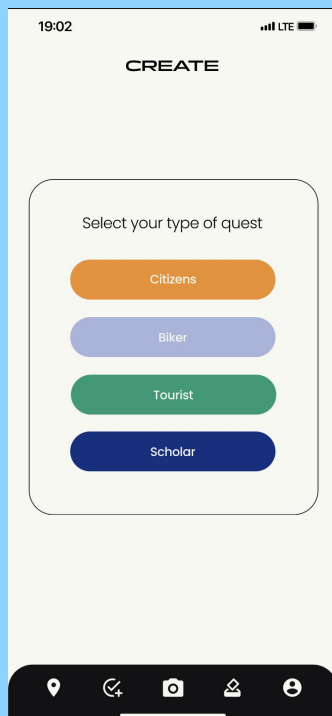 19:02
LTE
CREATE
Select your type of quest
Citizens
Biker
Tourist
Scholar